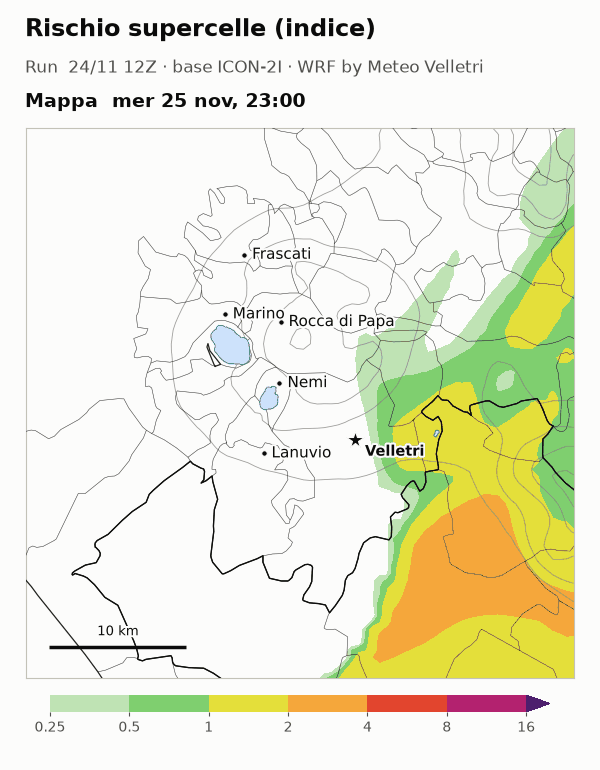 Rischio supercelle (indice)
Run  24/11 12Z · base ICON-2I · WRF by Meteo Velletri
Mappa  mer 25 nov, 23:00
Frascati
Marino
Rocca di Papa
Nemi
Velletri
Lanuvio
10 km
0.25 0.5 1 2 4 8 16